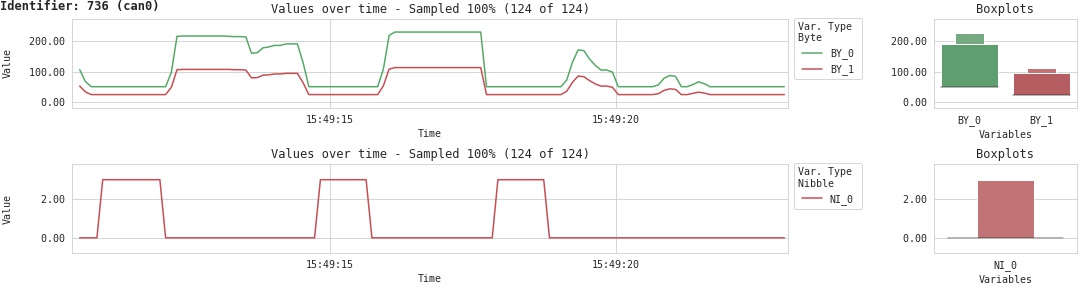 Identifier: 736 (can0)
Values over time - Sampled 100% (124 of 124)
Boxplots
Value
200.00
100.00
0.00
15:49:15
15:49:20
Time
Var. Type
Byte
BY_0
BY_1
200.00
100.00
0.00
BY_0
BY_1
Variables
Values over time - Sampled 100% (124 of 124)
Boxplots
Value
2.00
0.00
15:49:15
15:49:20
Time
Var. Type
Nibble
NI_0
2.00
0.00
NI_0
Variables